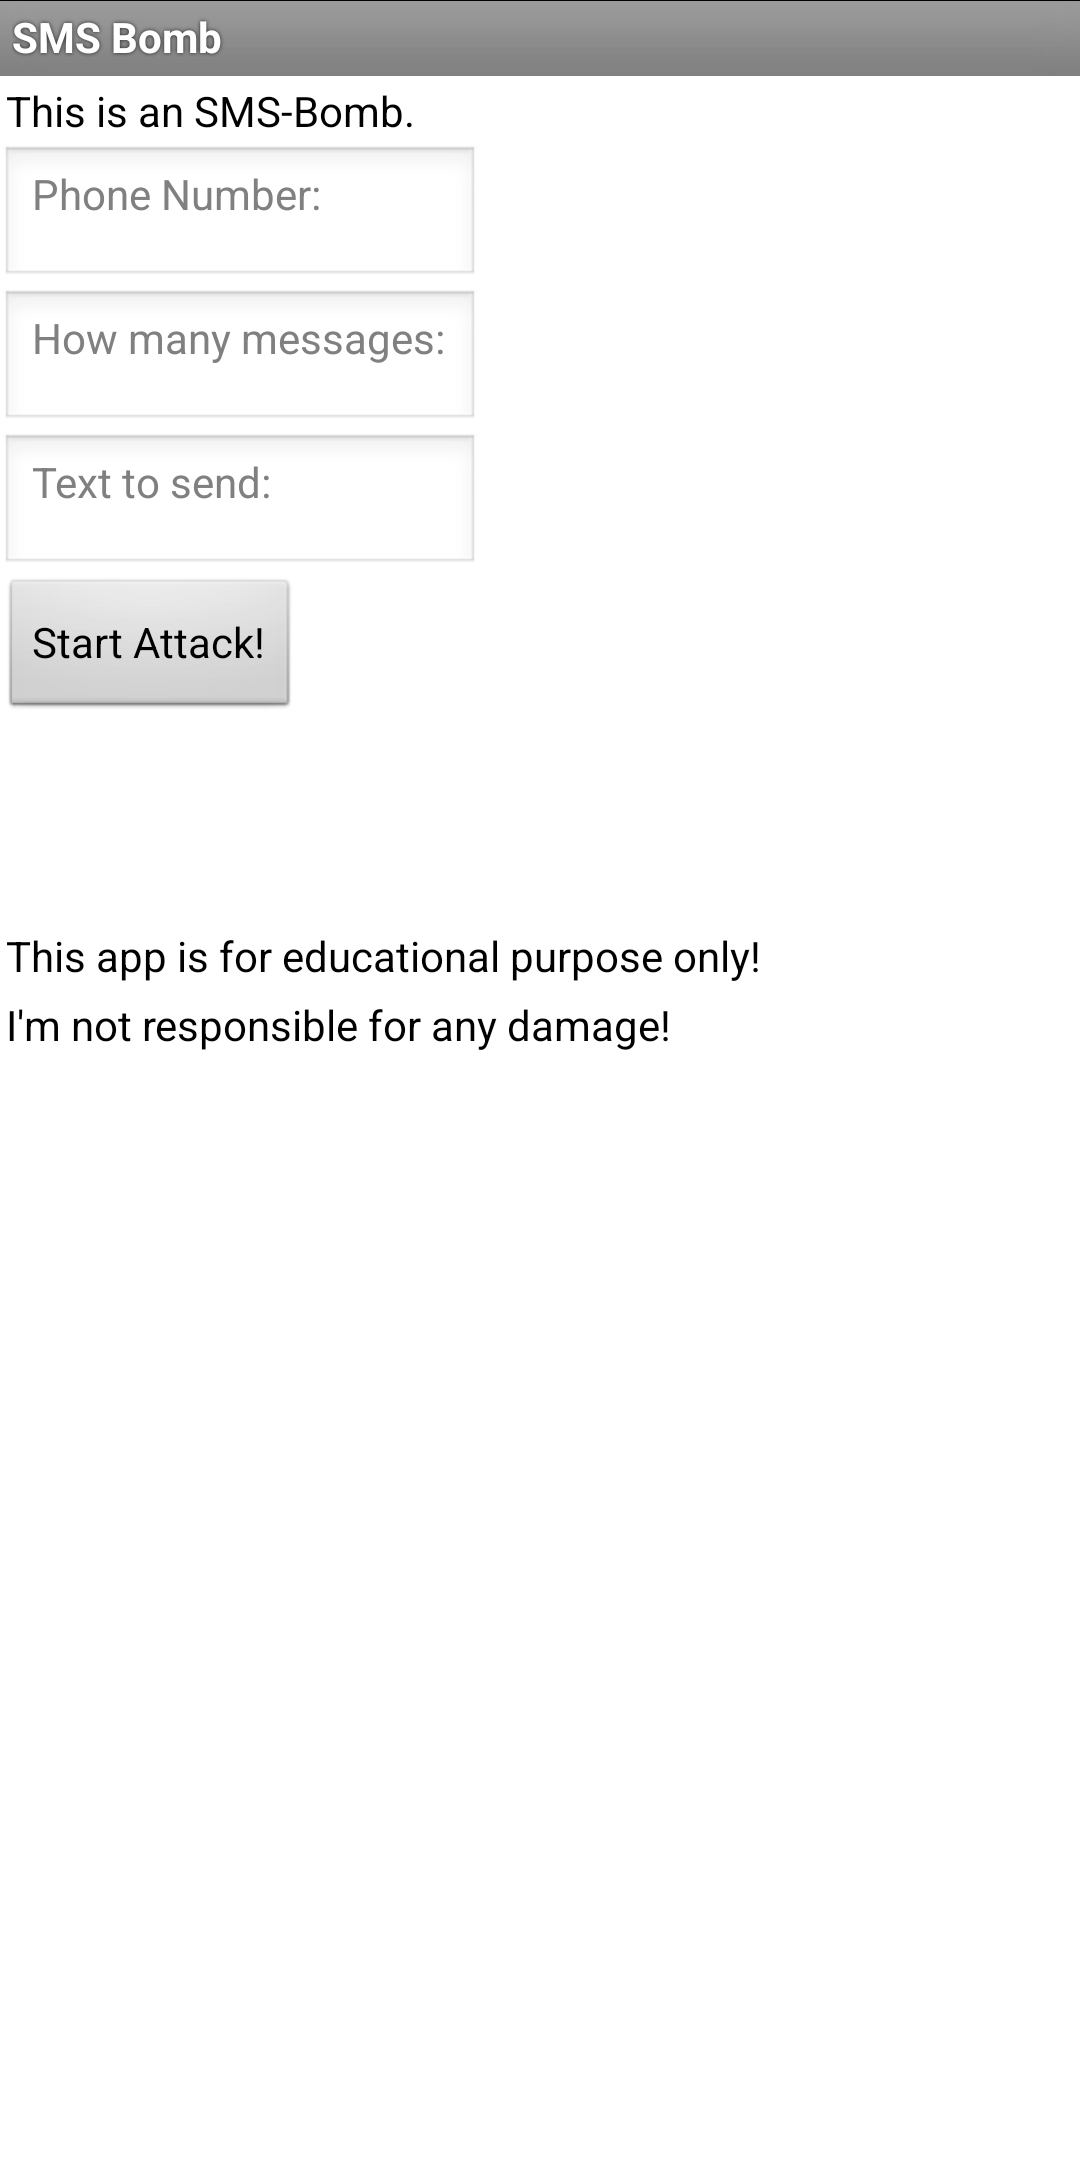 SMS Bomb
This is an SMS-Bomb.
Phone Number:
How many messages:
Text to send:
Start Attack!
This app is for educational purpose only!
I'm not responsible for any damage!